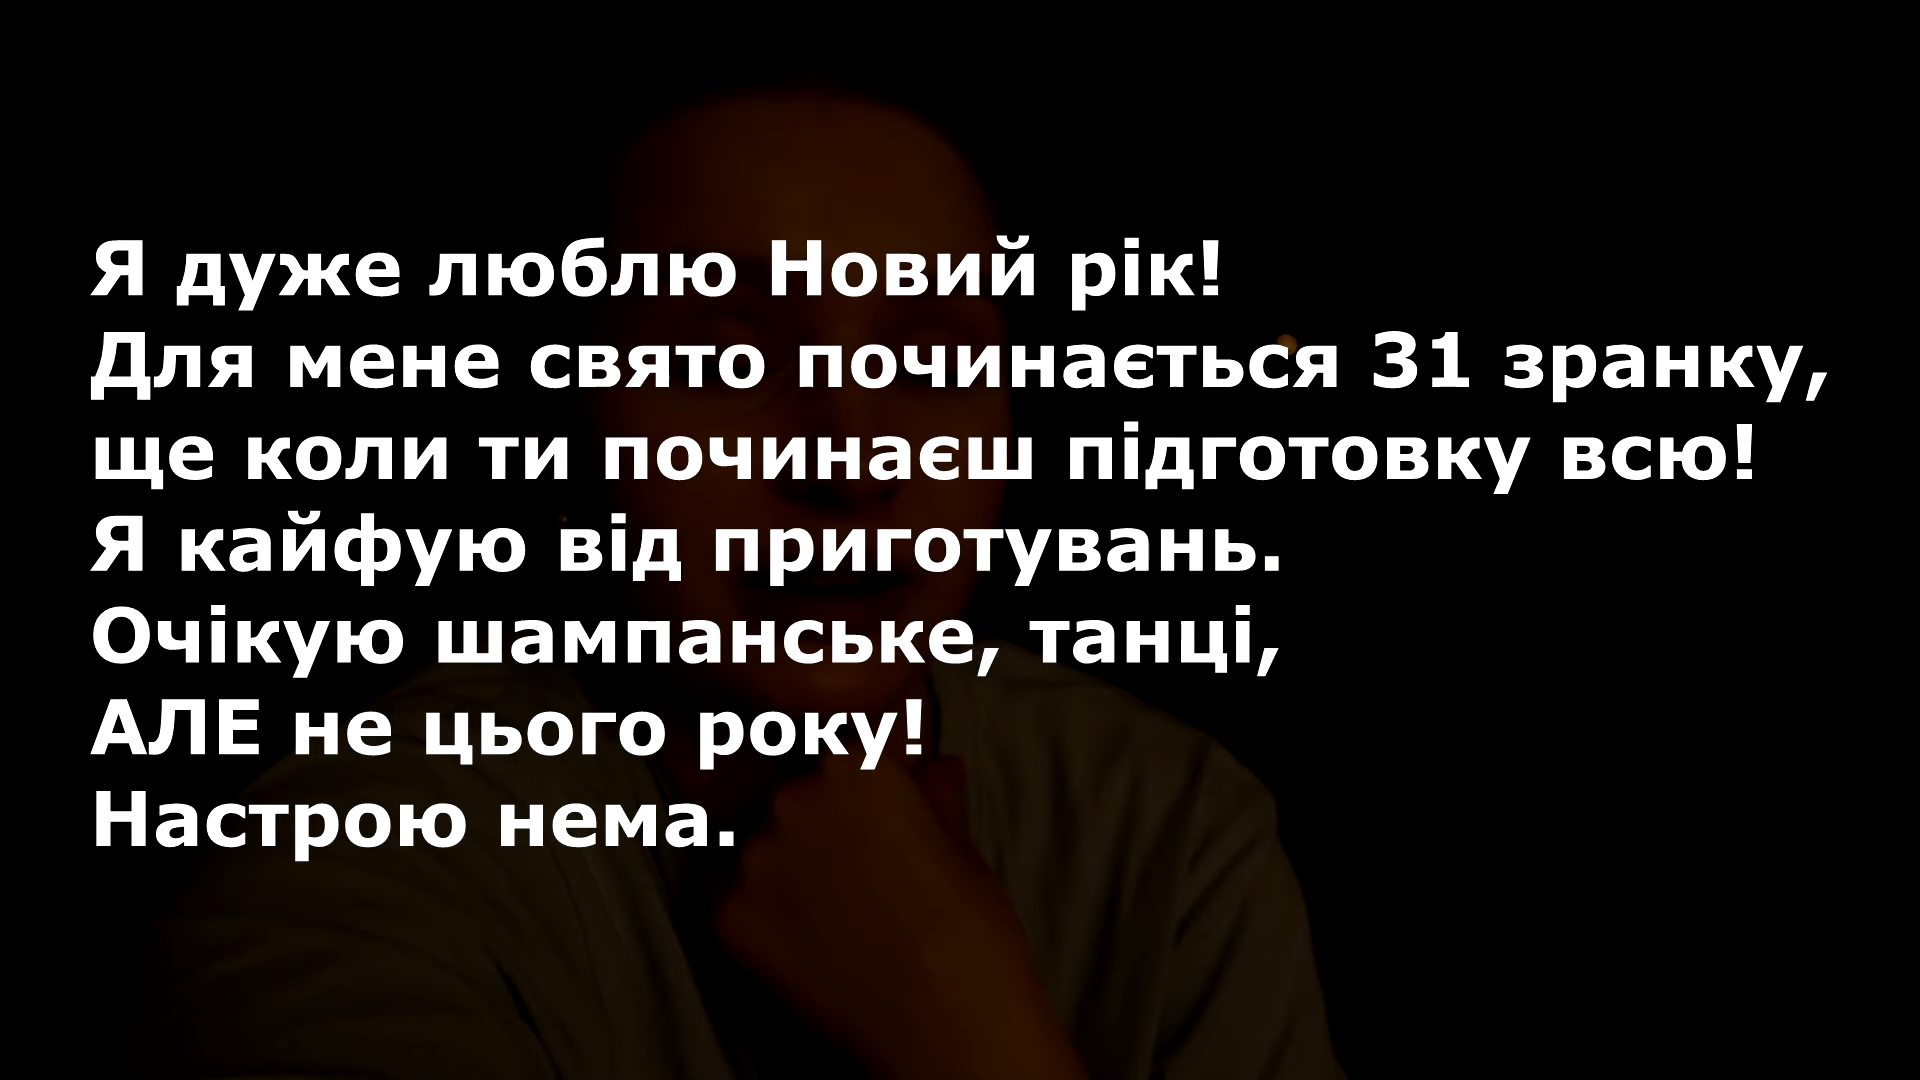 Я дуже люблю Новий рік!
Для мене свято починається 31 зранку,
ще коли ти починаєш підготовку всю!
Я кайфую від приготувань.
Очікую шампанське, танці,
АЛЕ не цього року!
Настрою нема.